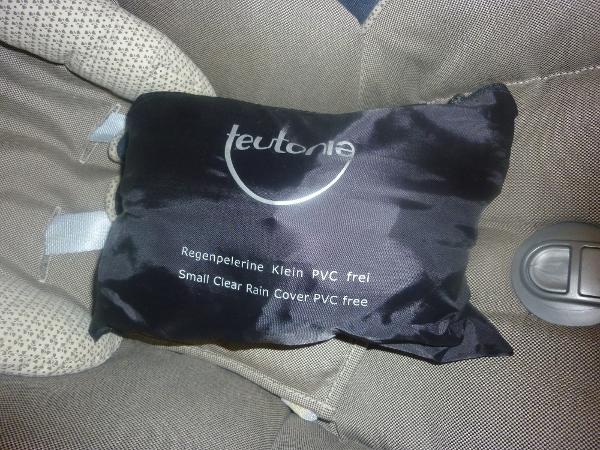 teutonia
Regenpelerine Klein PVC frei
Small Clear Rain Cover PVC free